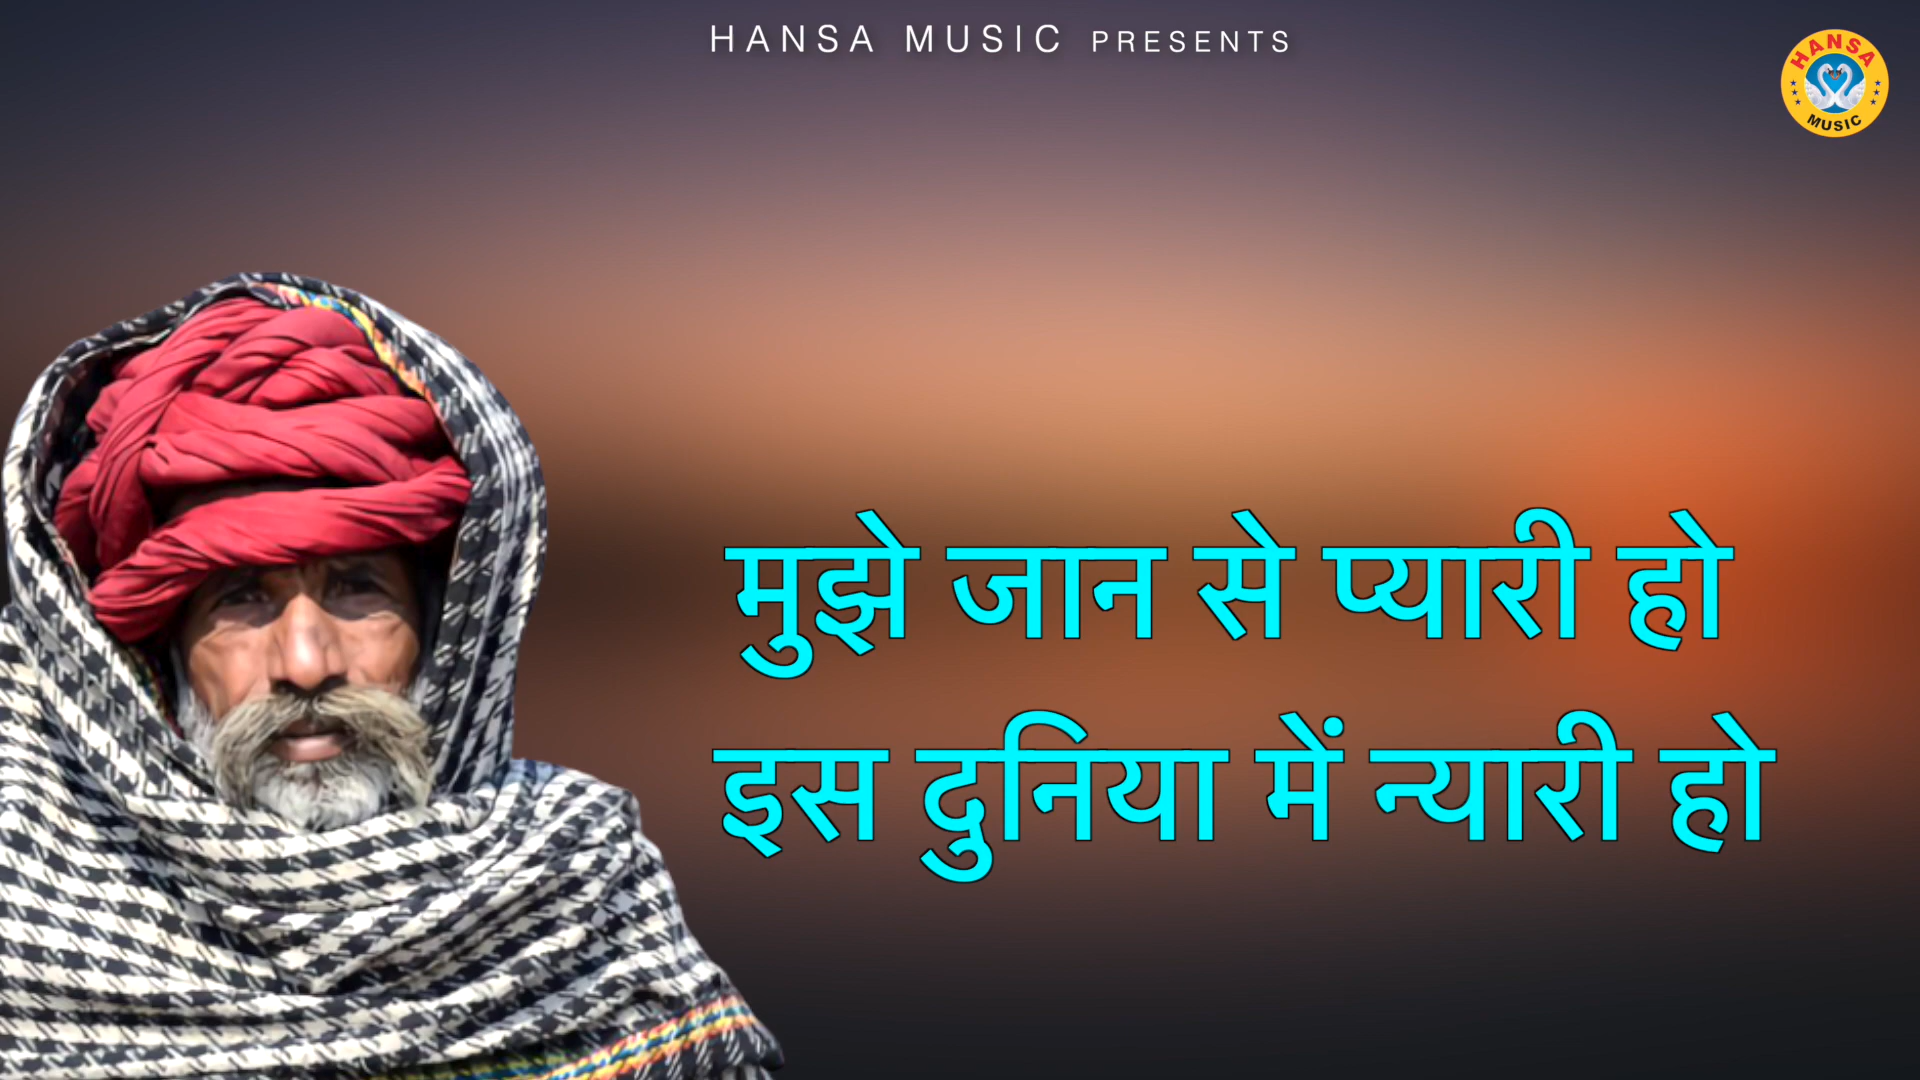 HANSA MUSIC PRESENTS
HANSA
MUSIC
मुझे जान से प्यारी हो
इस दुनिया में न्यारी हो